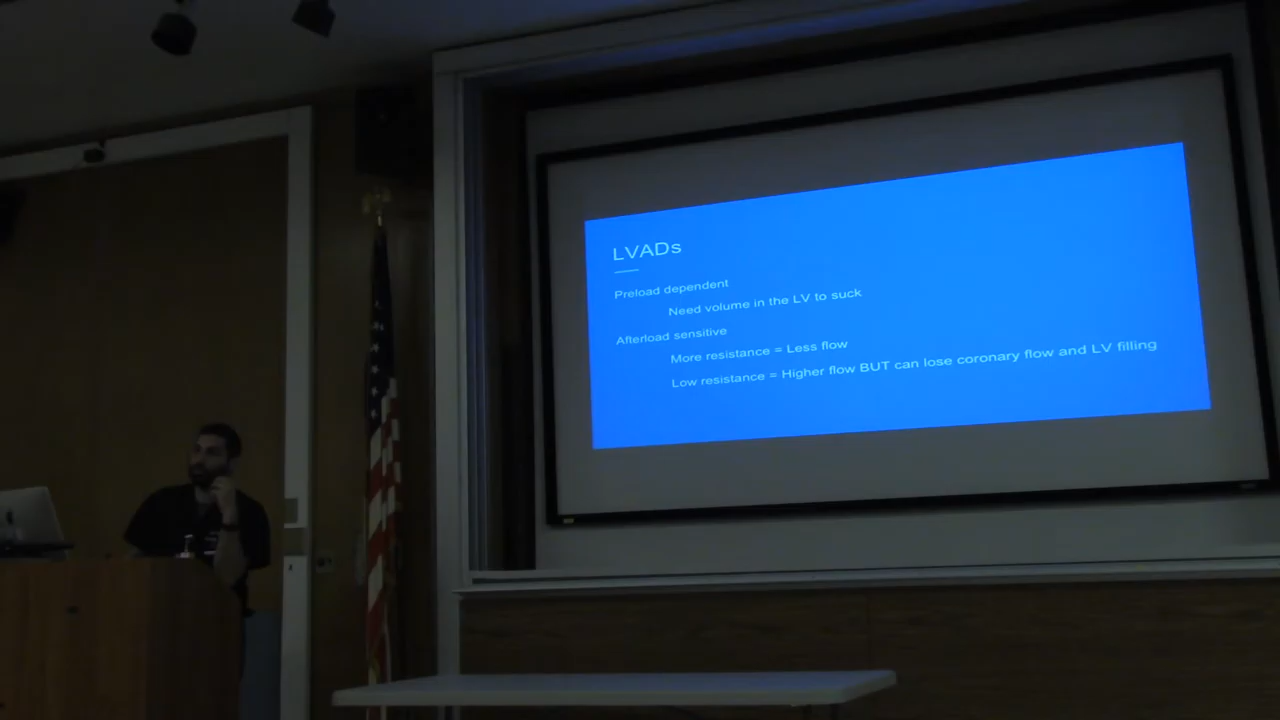 LVADs
Preload dependent
Need volume in the LV to suck
Afterload sensitive
More resistance = Less flow
Low resistance = Higher flow BUT can lose coronary flow and LV filling